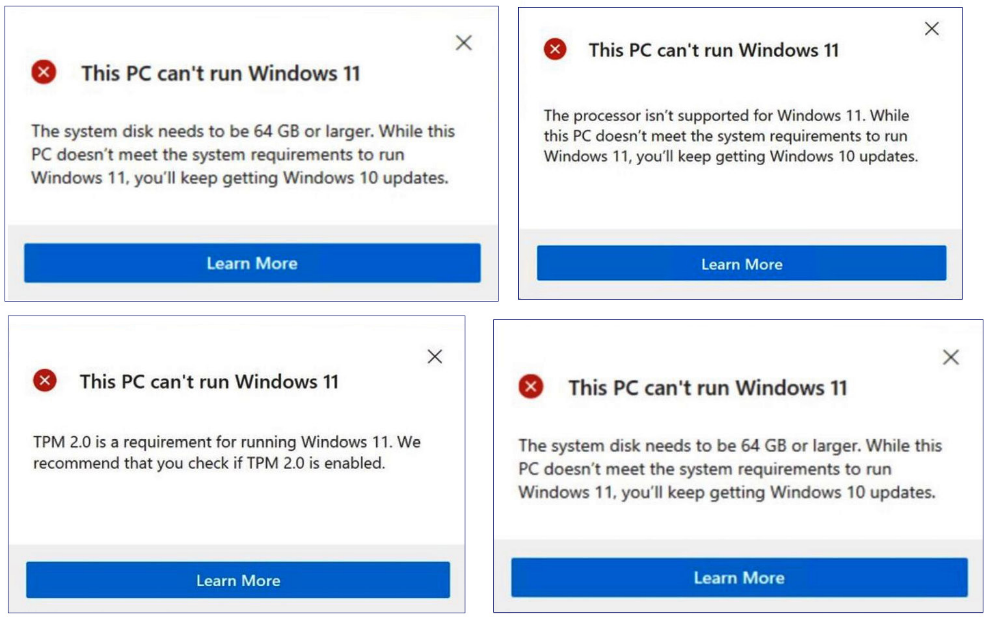 This PC can't run Windows 11
The system disk needs to be 64 GB or larger. While this
PC doesn't meet the system requirements to run
Windows 11, you'll keep getting Windows 10 updates.
Learn More
This PC can't run Windows 11
The processor isn't supported for Windows 11. While
this PC doesn't meet the system requirements to run
Windows 11, you'll keep getting Windows 10 updates.
Learn More
This PC can't run Windows 11
TPM 2.0 is a requirement for running Windows 11. We
recommend that you check if TPM 2.0 is enabled.
Learn More
This PC can't run Windows 11
The system disk needs to be 64 GB or larger. While this
PC doesn't meet the system requirements to run
Windows 11, you'll keep getting Windows 10 updates.
Learn More